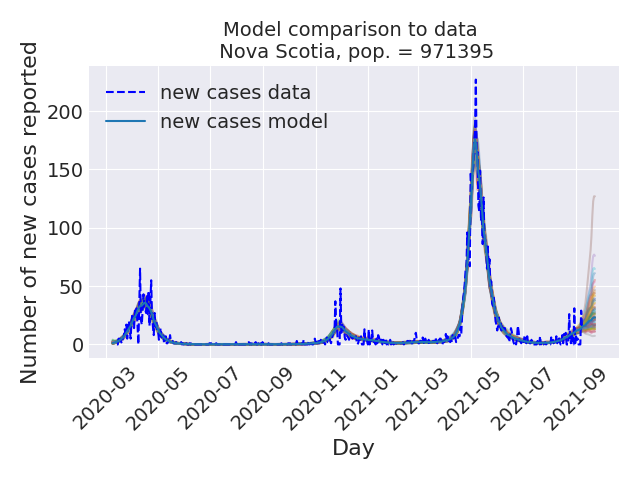 Model comparison to data
Nova Scotia, pop. = 971395
Number of new cases reported
200
150
100
50
0
new cases data
new cases model
2020-03
2020-05
2020-07
2020-09
2020-11
2021-01
2021-03
2021-05
2021-07
2021-09
Day